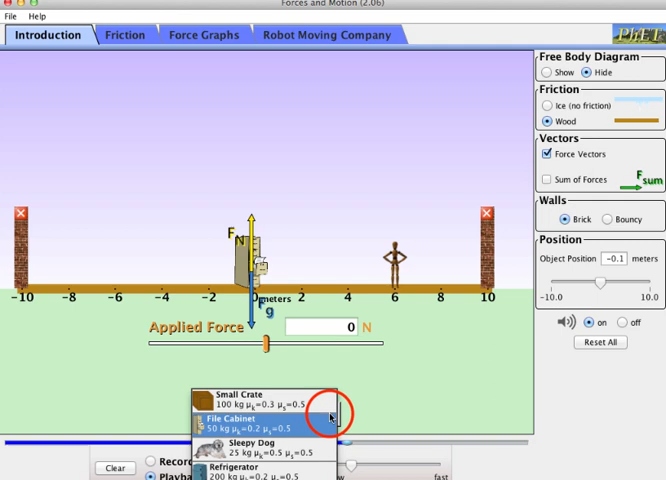 Forces and Motion (2.06)
File Help
Introduction Friction Force Graphs Robot Moving Company
PhET
Free Body Diagram
Show Hide
Friction
Ice (no friction)
Wood
Vectors
Force Vectors
Sum of Forces F sum
Walls
Brick Bouncy
Position
Object Position -0.1 meters
-10.0 10.0
on off
Reset All
F N
-10 -8 -6 -4 -2 0 meters 2 4 6 8 10
F g
Applied Force 0 N
Small Crate
100 kg μk=0.3 μs=0.5
File Cabinet
50 kg μk=0.2 μs=0.5
Sleepy Dog
25 kg μk=0.5 μs=0.5
Refrigerator
200 kg μk=0.2 μs=0.5
Clear Recor
Playba fast